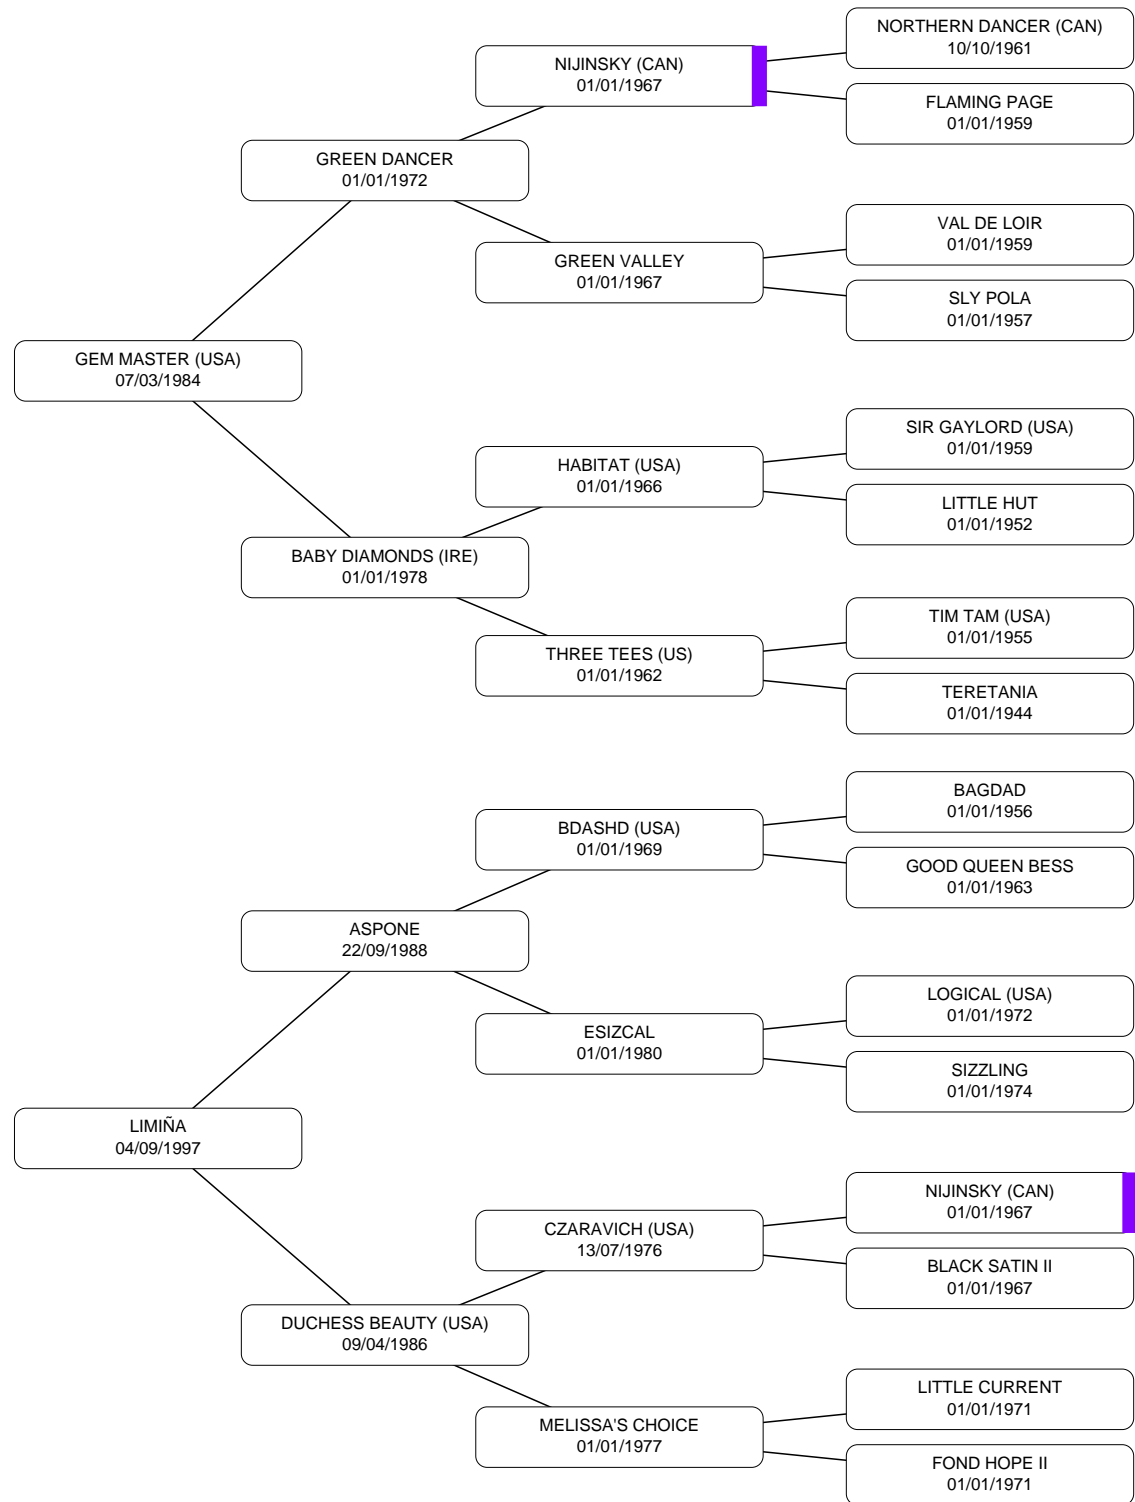 NORTHERN DANCER (CAN)
10/10/1961
NIJINSKY (CAN)
01/01/1967
FLAMING PAGE
01/01/1959
GREEN DANCER
01/01/1972
VAL DE LOIR
01/01/1959
GREEN VALLEY
01/01/1967
SLY POLA
01/01/1957
GEM MASTER (USA)
07/03/1984
SIR GAYLORD (USA)
01/01/1959
HABITAT (USA)
01/01/1966
LITTLE HUT
01/01/1952
BABY DIAMONDS (IRE)
01/01/1978
TIM TAM (USA)
01/01/1955
THREE TEES (US)
01/01/1962
TERETANIA
01/01/1944
BAGDAD
01/01/1956
BDASHD (USA)
01/01/1969
GOOD QUEEN BESS
01/01/1963
ASPONE
22/09/1988
LOGICAL (USA)
01/01/1972
ESIZCAL
01/01/1980
SIZZLING
01/01/1974
LIMIÑA
04/09/1997
NIJINSKY (CAN)
01/01/1967
CZARAVICH (USA)
13/07/1976
BLACK SATIN II
01/01/1967
DUCHESS BEAUTY (USA)
09/04/1986
LITTLE CURRENT
01/01/1971
MELISSA'S CHOICE
01/01/1977
FOND HOPE II
01/01/1971